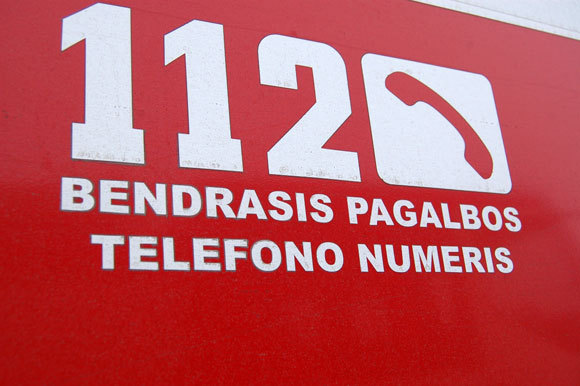 112
BENDRASIS PAGALBOS
TELEFONO NUMERIS